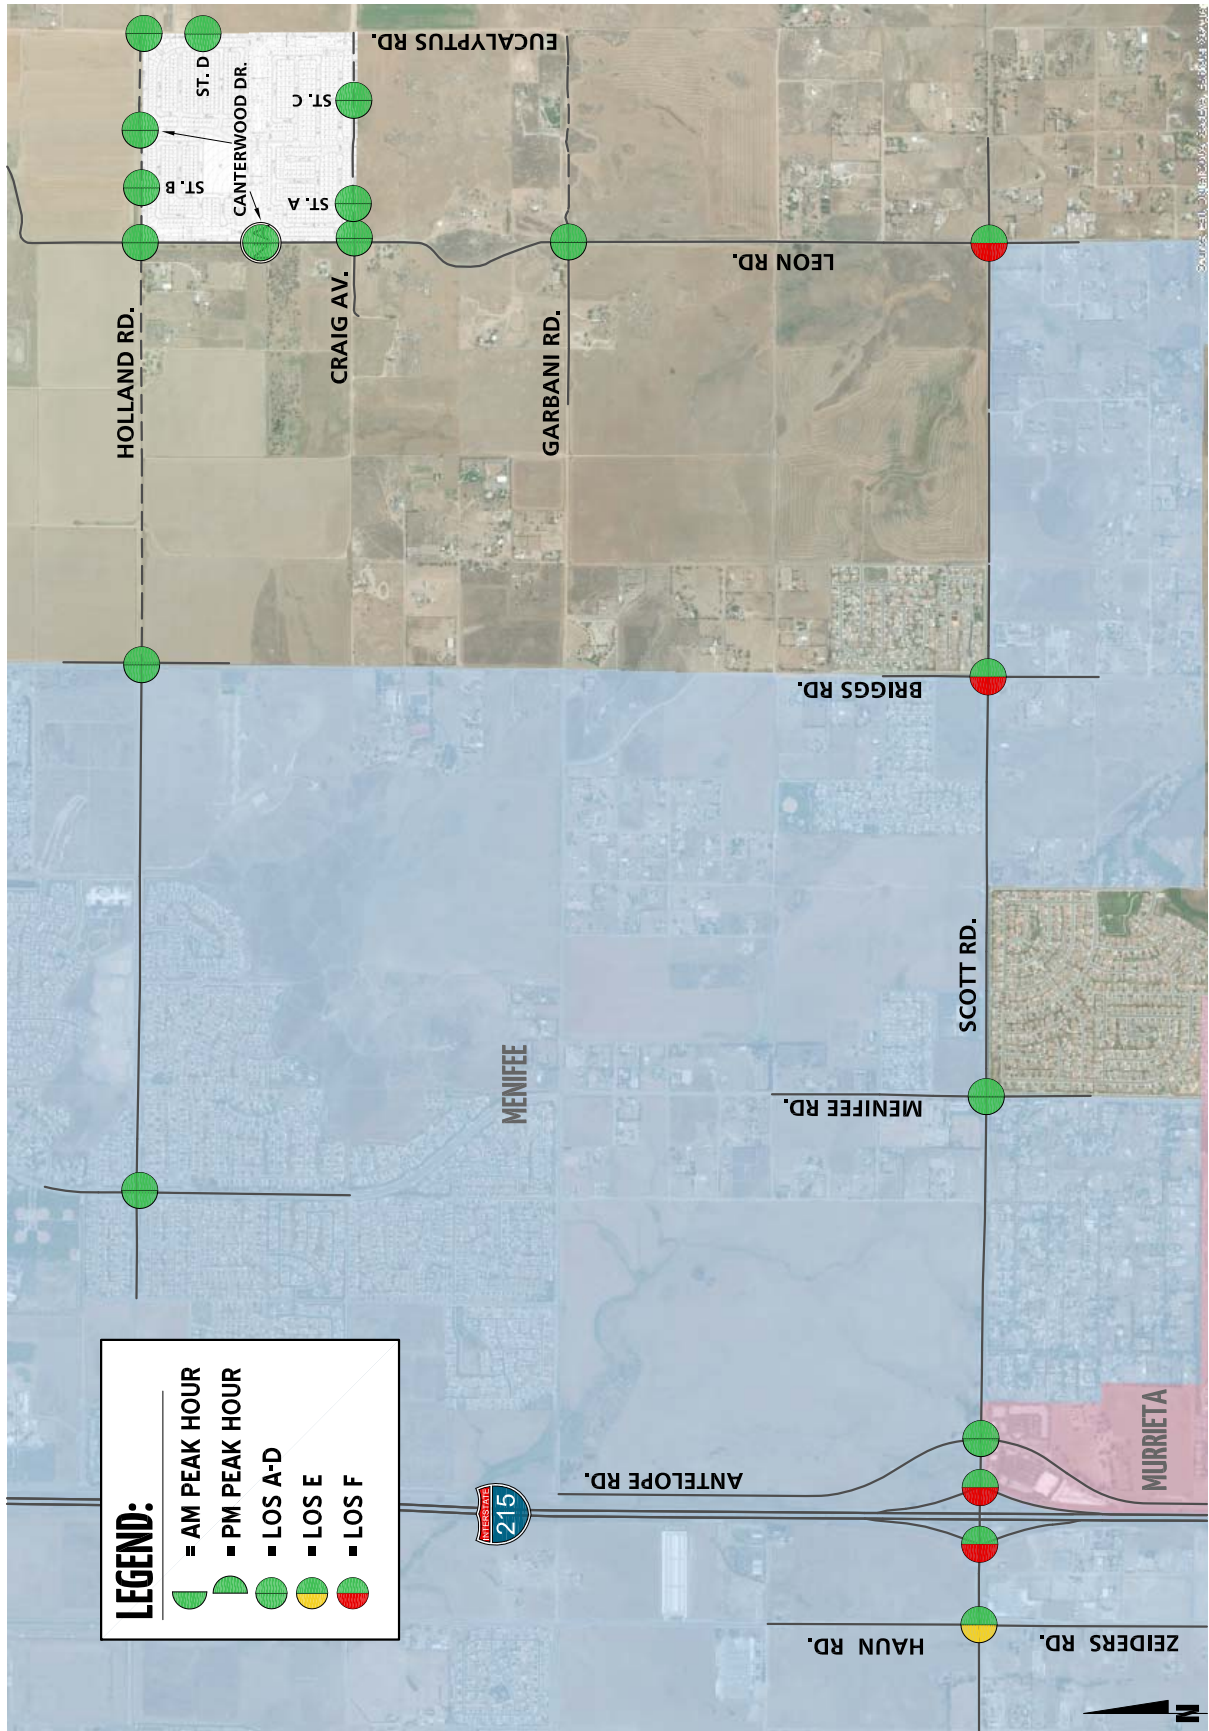 HOLLAND RD.
EUCALYPTUS RD.
ST. D
ST. C
CANTERWOOD DR.
ST. B
ST. A
CRAIG AV.
GARBANI RD.
LEON RD.
BRIGGS RD.
SCOTT RD.
MENIFEE
MENIFEE RD.
ANTELOPE RD.
MURRIETA
INTERSTATE
215
HAUN RD.
ZEIDERS RD.
LEGEND:
= AM PEAK HOUR
= PM PEAK HOUR
= LOS A-D
= LOS E
= LOS F
N